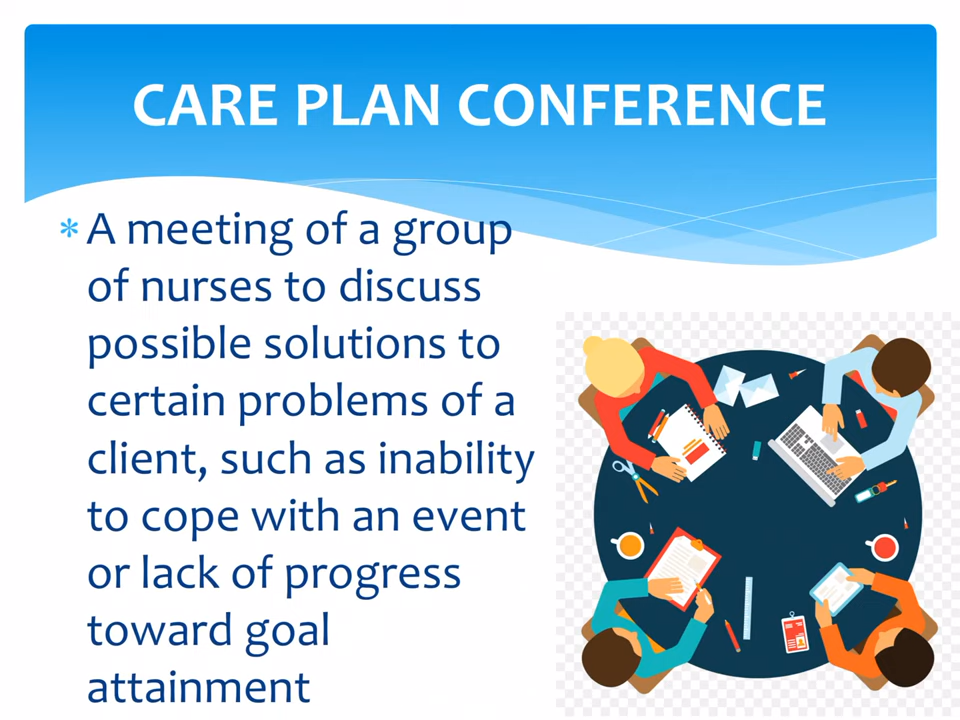 CARE PLAN CONFERENCE
* A meeting of a group
of nurses to discuss
possible solutions to
certain problems of a
client, such as inability
to cope with an event
or lack of progress
toward goal
attainment